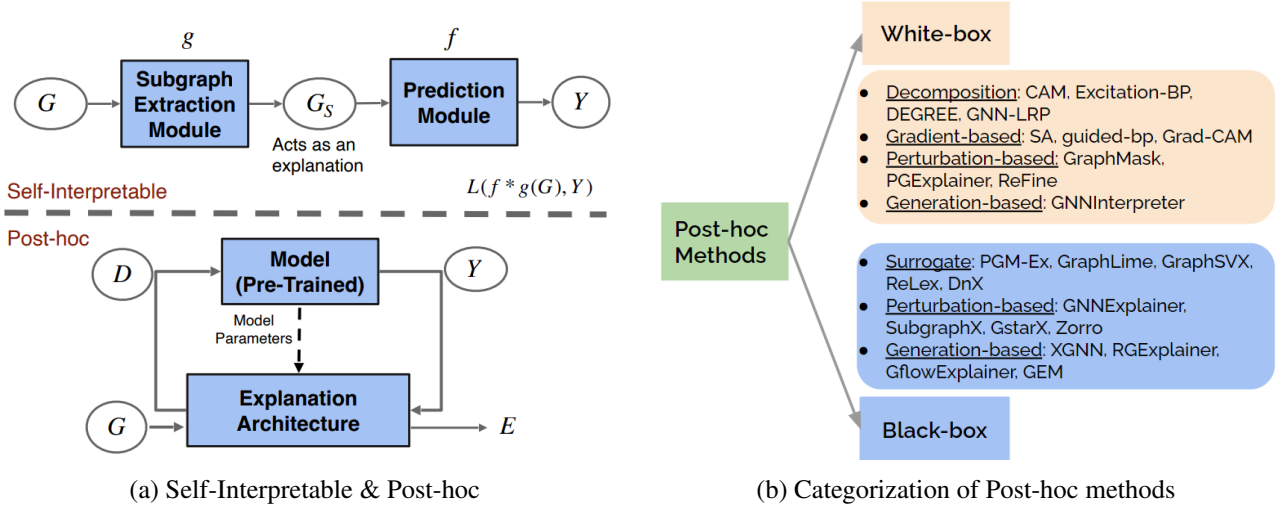 g
f
G
Subgraph
Extraction
Module
G_S
Prediction
Module
Y
Acts as an
explanation
Self-Interpretable
L(f * g(G), Y)
Post-hoc
D
Model
(Pre-Trained)
Y
Model
Parameters
G
Explanation
Architecture
E
(a) Self-Interpretable & Post-hoc
White-box
● Decomposition: CAM, Excitation-BP,
DEGREE, GNN-LRP
● Gradient-based: SA, guided-bp, Grad-CAM
● Perturbation-based: GraphMask,
PGExplainer, ReFine
● Generation-based: GNNInterpreter
Post-hoc
Methods
● Surrogate: PGM-Ex, GraphLime, GraphSVX,
ReLex, DnX
● Perturbation-based: GNNExplainer,
SubgraphX, GstarX, Zorro
● Generation-based: XGNN, RGExplainer,
GflowExplainer, GEM
Black-box
(b) Categorization of Post-hoc methods